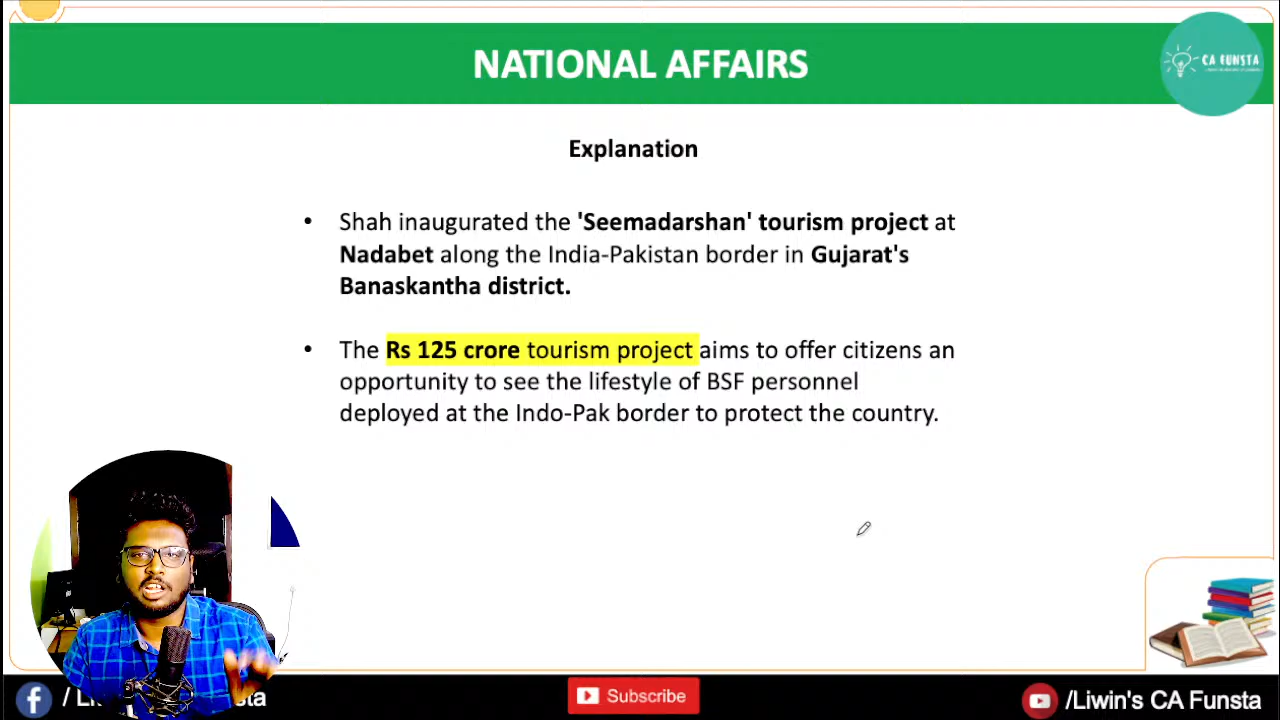 NATIONAL AFFAIRS
CA FUNSTA
Explanation
• Shah inaugurated the 'Seemadarshan' tourism project at
Nadabet along the India-Pakistan border in Gujarat's
Banaskantha district.
• The Rs 125 crore tourism project aims to offer citizens an
opportunity to see the lifestyle of BSF personnel
deployed at the Indo-Pak border to protect the country.
Subscribe
/Liwin's CA Funsta